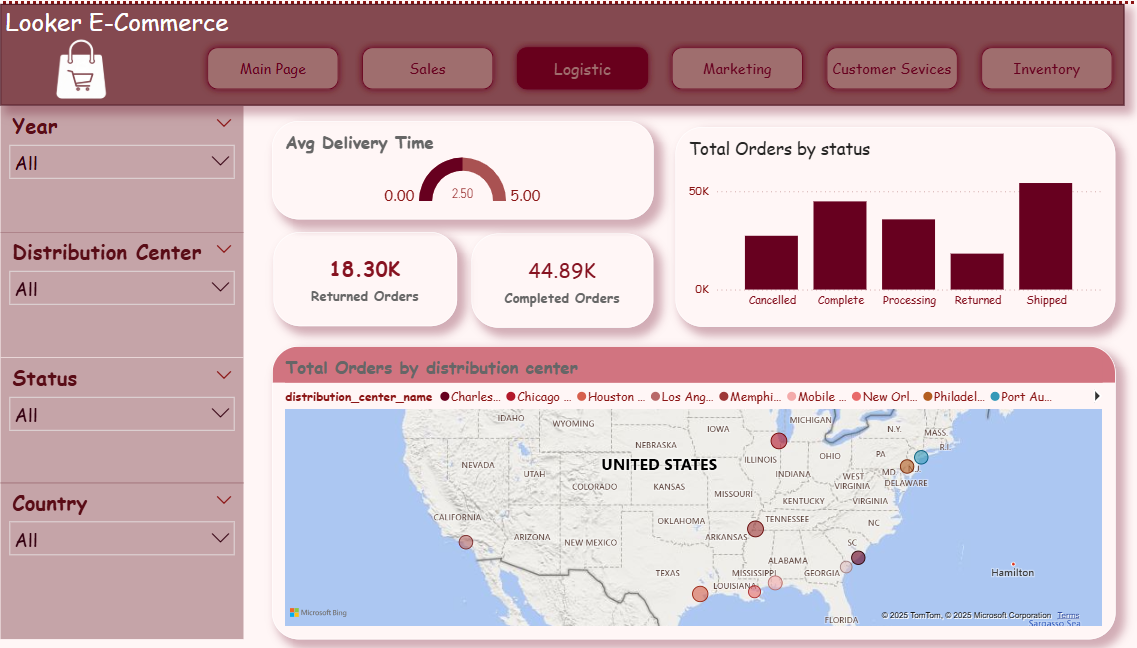 Looker E-Commerce
Main Page
Sales
Logistic
Marketing
Customer Sevices
Inventory
Year
All
Distribution Center
All
Status
All
Country
All
Avg Delivery Time
0.00
2.50
5.00
18.30K
Returned Orders
44.89K
Completed Orders
Total Orders by status
50K
0K
Cancelled
Complete
Processing
Returned
Shipped
Total Orders by distribution center
distribution_center_name
Charles...
Chicago ...
Houston ...
Los Ang...
Memphi...
Mobile ...
New Orl...
Philadel...
Port Au...
IDAHO
WYOMING
IOWA
MICHIGAN
N.Y.
MASS.
R.I.
NEBRASKA
NEVADA
UTAH
UNITED STATES
ILLINOIS
INDIANA
OHIO
PA
MD
DELAWARE
COLORADO
KANSAS
MISSOURI
WEST
VIRGINIA
KENTUCKY
VIRGINIA
CALIFORNIA
ARIZONA
NEW MEXICO
OKLAHOMA
ARKANSAS
TENNESSEE
NC
SC
TEXAS
MISSISSIPPI
ALABAMA
GEORGIA
LOUISIANA
FLORIDA
Hamilton
Microsoft Bing
© 2025 TomTom, © 2025 Microsoft Corporation Terms
Sargasso Sea